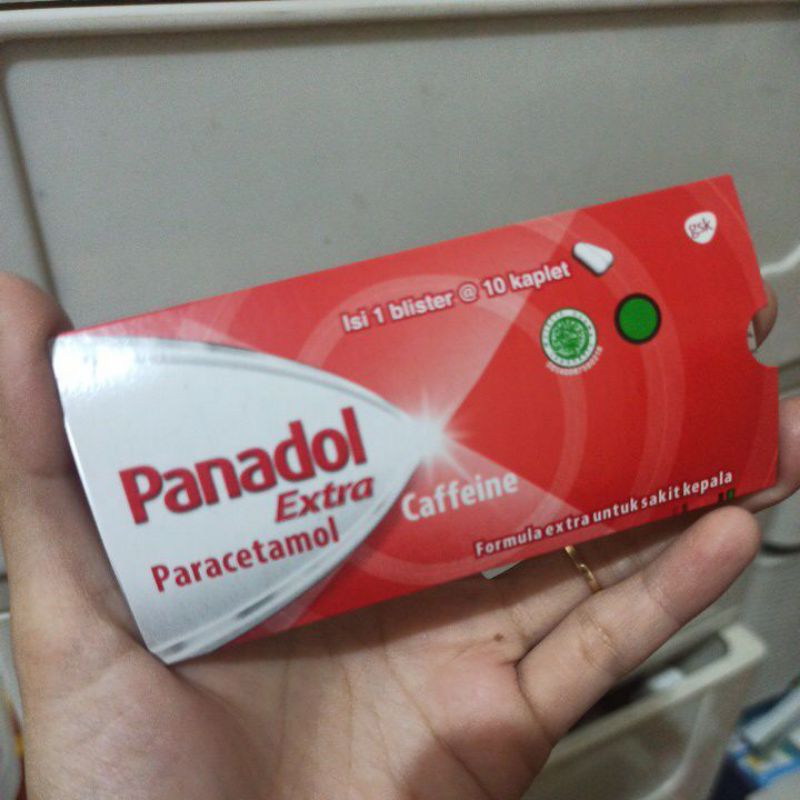 gsk
Isi 1 blister @ 10 kaplet
Panadol
Extra
Paracetamol
Caffeine
Formula extra untuk sakit kepala